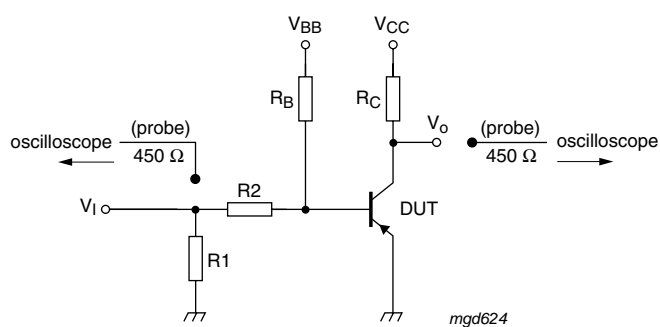 V_BB
V_CC
R_B
R_C
(probe)
oscilloscope
450 Ω
V_o
(probe)
oscilloscope
450 Ω
R2
V_I
DUT
R1
mgd624